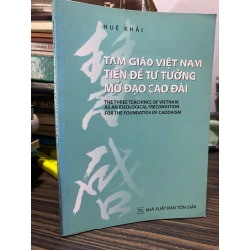 HUỆ KHẢI
TAM GIÁO VIỆT NAM
TIỀN ĐỀ TƯ TƯỞNG
MỞ ĐẠO CAO ĐÀI
THE THREE TEACHINGS OF VIETNAM
AS AN IDEOLOGICAL PRECONDITION
FOR THE FOUNDATION OF CAODAISM
NHÀ XUẤT BẢN TÔN GIÁO